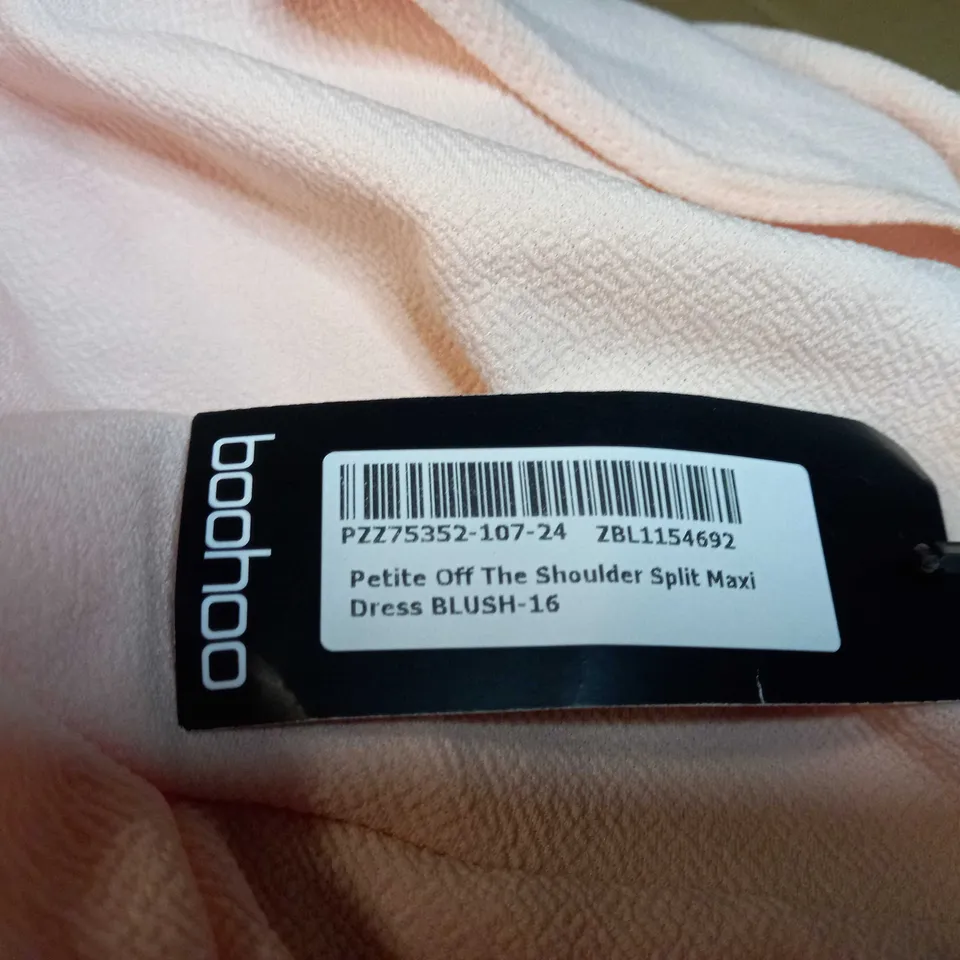 boohoo
PZZ75352-107-24 ZBL1154692
Petite Off The Shoulder Split Maxi
Dress BLUSH-16